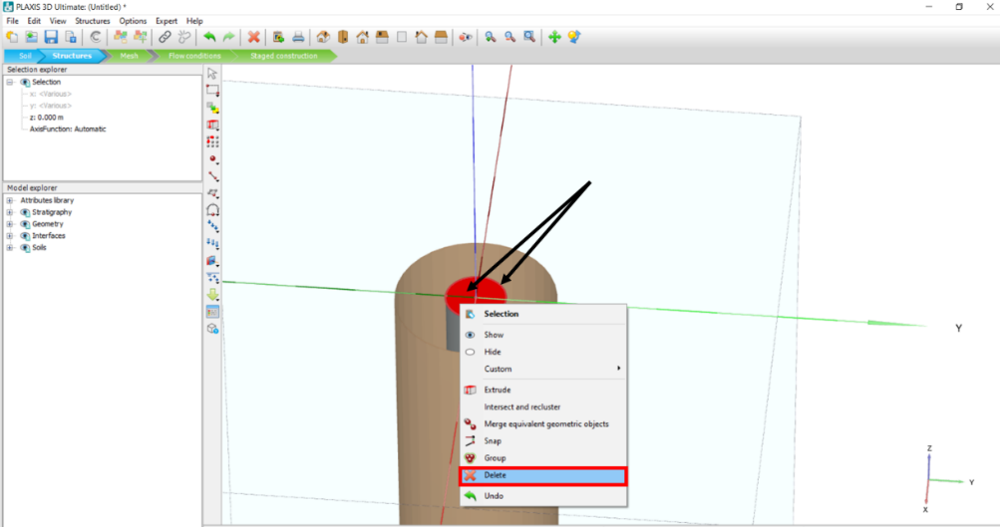 PLAXIS 3D Ultimate: (Untitled) *
File Edit View Structures Options Expert Help
Soil Structures Mesh Flow conditions Staged construction
Selection explorer
Selection
x: <Various>
y: <Various>
z: 0.000 m
AxisFunction: Automatic
Model explorer
Attributes library
Stratigraphy
Geometry
Interfaces
Soils
Selection
Show
Hide
Custom
Extrude
Intersect and recluster
Merge equivalent geometric objects
Snap
Group
Delete
Undo
Y
Z
Y
X